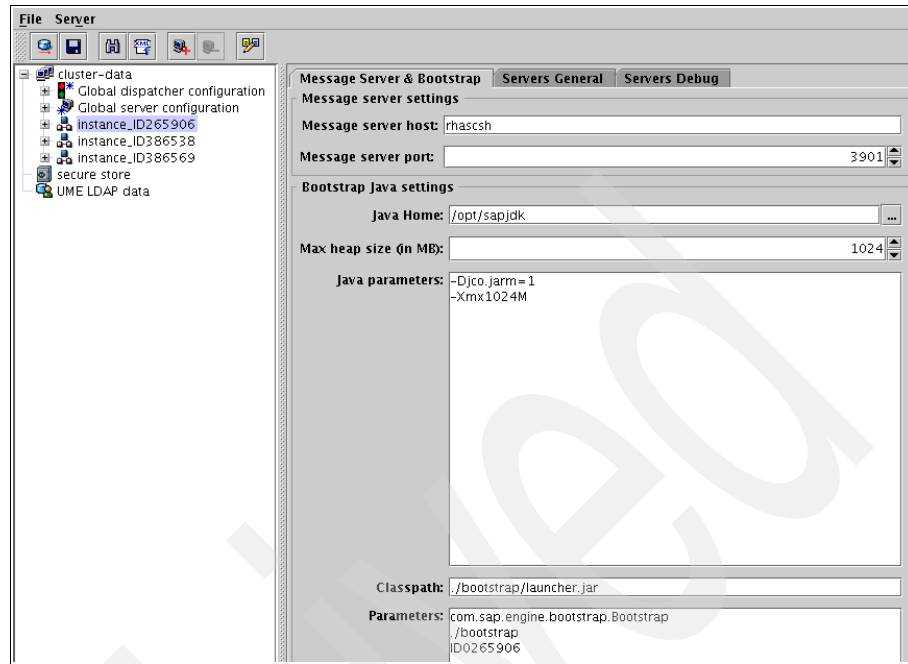 File Server
cluster-data
Global dispatcher configuration
Global server configuration
instance_ID265906
instance_ID386538
instance_ID386569
secure store
UME LDAP data
Message Server & Bootstrap Servers General Servers Debug
Message server settings
Message server host: rhascsh
Message server port: 3901
Bootstrap Java settings
Java Home: /opt/sapjdk ...
Max heap size (in MB): 1024
Java parameters: -Djco.jarm=1
-Xmx1024M
Classpath: ./bootstrap/launcher.jar
Parameters: com.sap.engine.bootstrap.Bootstrap
./bootstrap
ID0265906